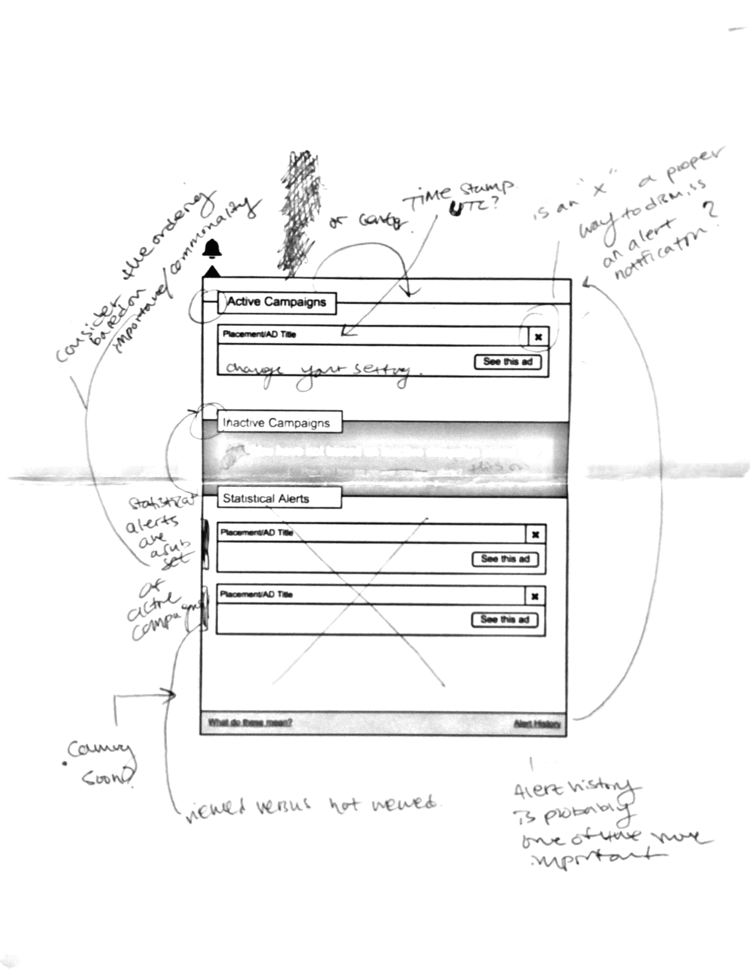 Time stamp
UTC?
or
is an "X" a proper
way to dismiss
an alert
notification?
consider the ordering
based on
importance/commonality
Active Campaigns
Placement/AD Title
x
See this ad
change your setting.
Inactive Campaigns
this on
Statistical Alerts
Statistical
alerts
are
a sub
set
of
active
campaigns
Placement/AD Title
x
See this ad
Placement/AD Title
x
See this ad
What do these mean?
Alert History
Coming
soon?
viewed versus not viewed.
Alert history
is probably
one of the more
important